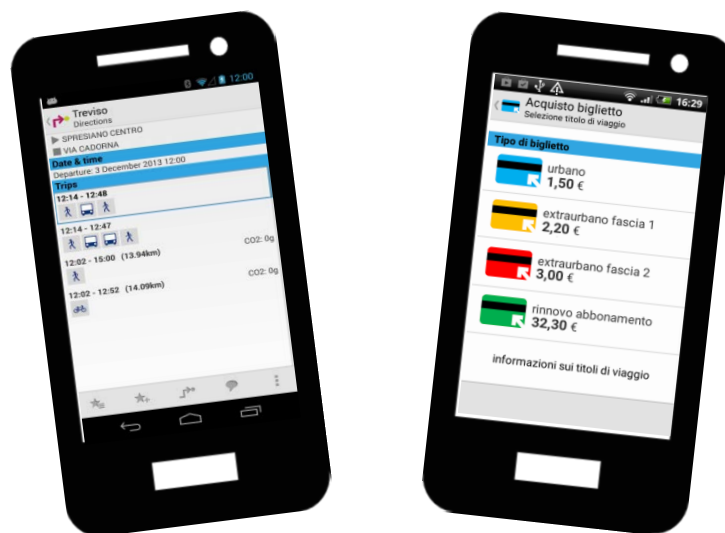 12:00
Treviso
Directions
SPRESIANO CENTRO
VIA CADORNA
Date & time
Departure: 3 December 2013 12:00
Trips
12:14 - 12:48
12:14 - 12:47
12:02 - 15:00 (13.94km)
CO2: 0g
12:02 - 12:52 (14.09km)
CO2: 0g
16:29
Acquisto biglietto
Selezione titolo di viaggio
Tipo di biglietto
urbano
1,50 €
extraurbano fascia 1
2,20 €
extraurbano fascia 2
3,00 €
rinnovo abbonamento
32,30 €
informazioni sui titoli di viaggio